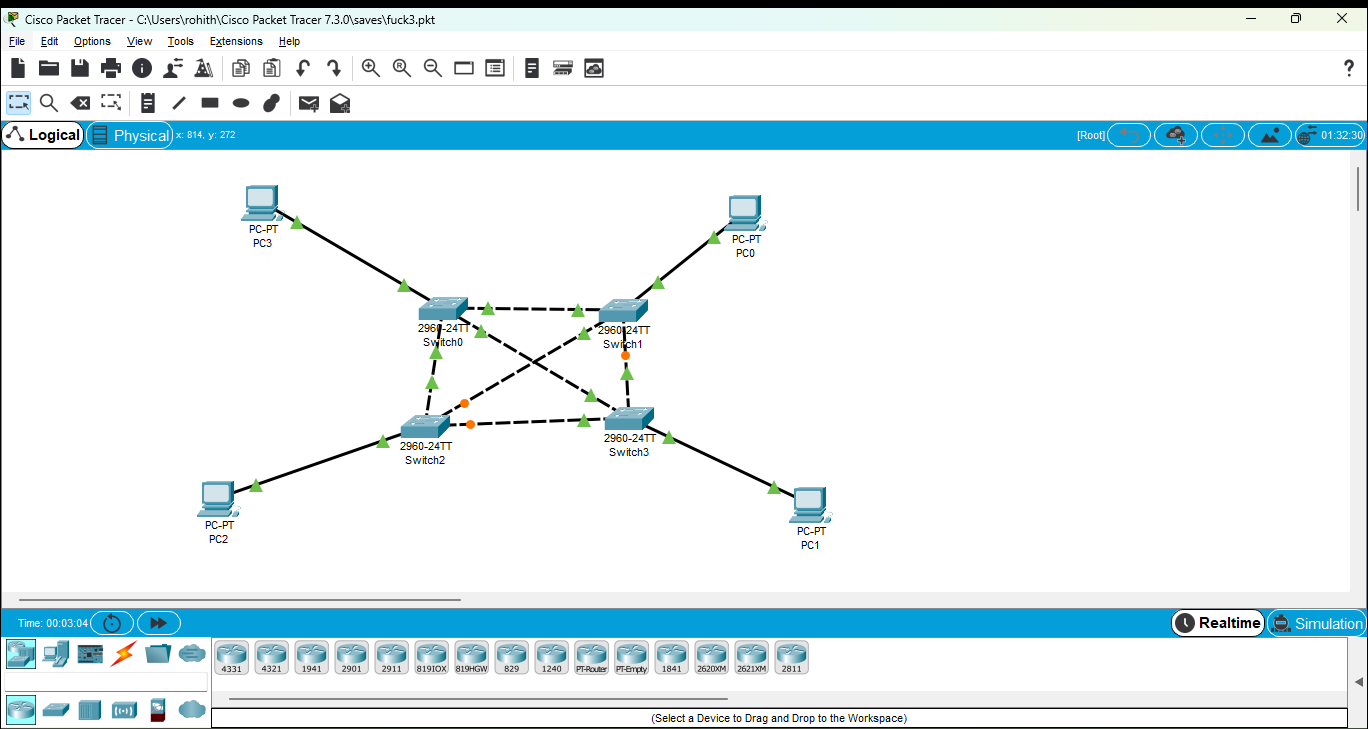 Cisco Packet Tracer - C:\Users\rohith\Cisco Packet Tracer 7.3.0\saves\fuck3.pkt
File Edit Options View Tools Extensions Help
?
Logical Physical x: 814, y: 272 [Root] 01:32:30
PC-PT
PC3
PC-PT
PC0
2960-24TT
Switch0
2960-24TT
Switch1
2960-24TT
Switch2
2960-24TT
Switch3
PC-PT
PC2
PC-PT
PC1
Time: 00:03:04 Realtime Simulation
4331 4321 1941 2901 2911 819IOX 819HGW 829 1240 PT-Router PT-Empty 1841 2620XM 2621XM 2811
(Select a Device to Drag and Drop to the Workspace)